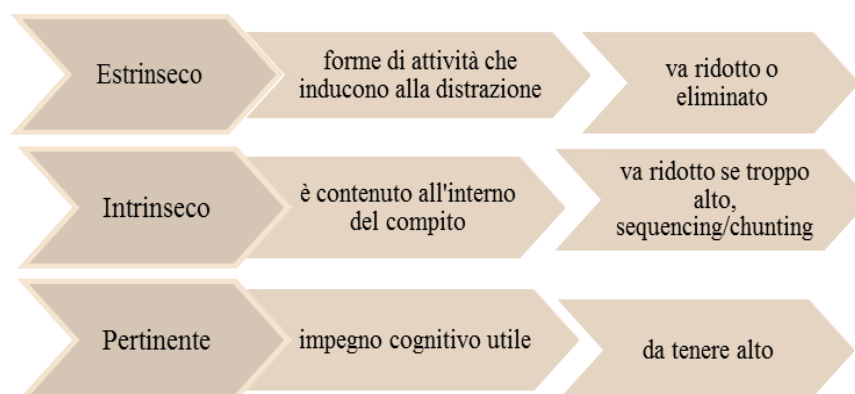 Estrinseco
forme di attività che
inducono alla distrazione
va ridotto o
eliminato
Intrinseco
è contenuto all'interno
del compito
va ridotto se troppo
alto,
sequencing/chunting
Pertinente
impegno cognitivo utile
da tenere alto